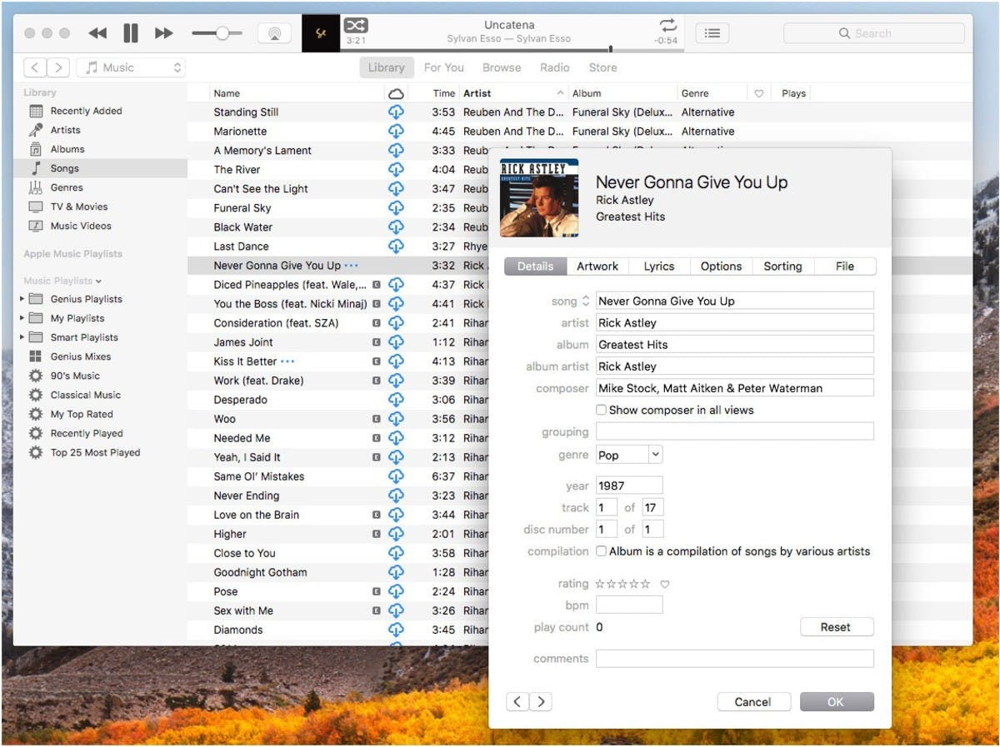 Uncatena
3:21 Sylvan Esso — Sylvan Esso -0:54
Search
Music Library For You Browse Radio Store
Library
Recently Added
Artists
Albums
Songs
Genres
TV & Movies
Music Videos
Apple Music Playlists
Music Playlists
Genius Playlists
My Playlists
Smart Playlists
Genius Mixes
90's Music
Classical Music
My Top Rated
Recently Played
Top 25 Most Played
Name Time Artist Album Genre Plays
Standing Still 3:53 Reuben And The D... Funeral Sky (Delux... Alternative
Marionette 4:45 Reuben And The D... Funeral Sky (Delux... Alternative
A Memory's Lament 3:33 Reub
The River 4:04 Reub
Can't See the Light 3:47 Reub
Funeral Sky 2:35 Reub
Black Water 2:34 Reub
Last Dance 3:27 Rhye
Never Gonna Give You Up ••• 3:32 Rick
Diced Pineapples (feat. Wale,... E 4:37 Rick
You the Boss (feat. Nicki Minaj) E 4:41 Rick
Consideration (feat. SZA) E 2:41 Rihar
James Joint E 1:12 Rihar
Kiss It Better ••• E 4:13 Rihar
Work (feat. Drake) E 3:39 Rihar
Desperado 3:06 Rihar
Woo E 3:56 Rihar
Needed Me E 3:12 Rihar
Yeah, I Said It E 2:13 Rihar
Same Ol' Mistakes 6:37 Rihar
Never Ending 3:23 Rihar
Love on the Brain E 3:44 Rihar
Higher E 2:01 Rihar
Close to You 3:58 Rihar
Goodnight Gotham 1:28 Rihar
Pose E 2:24 Rihar
Sex with Me E 3:26 Rihar
Diamonds 3:45 Rihar
RICK ASTLEY
GREATEST HITS
Never Gonna Give You Up
Rick Astley
Greatest Hits
Details Artwork Lyrics Options Sorting File
song Never Gonna Give You Up
artist Rick Astley
album Greatest Hits
album artist Rick Astley
composer Mike Stock, Matt Aitken & Peter Waterman
Show composer in all views
grouping
genre Pop
year 1987
track 1 of 17
disc number 1 of 1
compilation Album is a compilation of songs by various artists
rating
bpm
play count 0 Reset
comments
Cancel OK